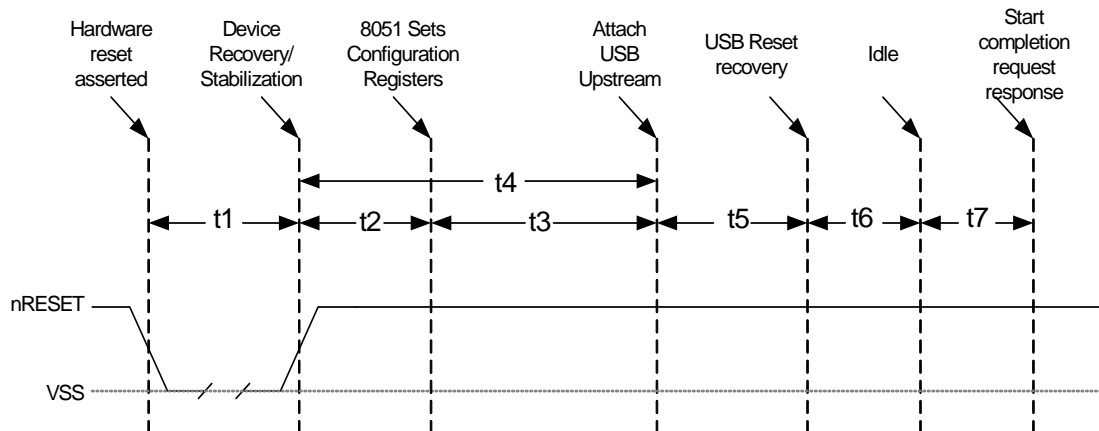 Hardware
reset
asserted
Device
Recovery/
Stabilization
8051 Sets
Configuration
Registers
Attach
USB
Upstream
USB Reset
recovery
Idle
Start
completion
request
response
t4
t1
t2
t3
t5
t6
t7
nRESET
VSS